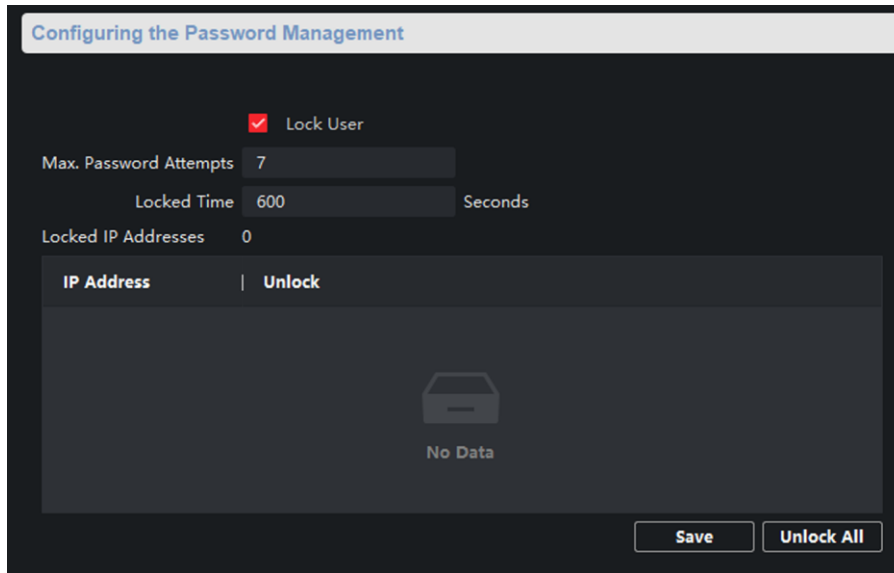 Configuring the Password Management
Lock User
Max. Password Attempts 7
Locked Time 600 Seconds
Locked IP Addresses 0
IP Address | Unlock
No Data
Save Unlock All